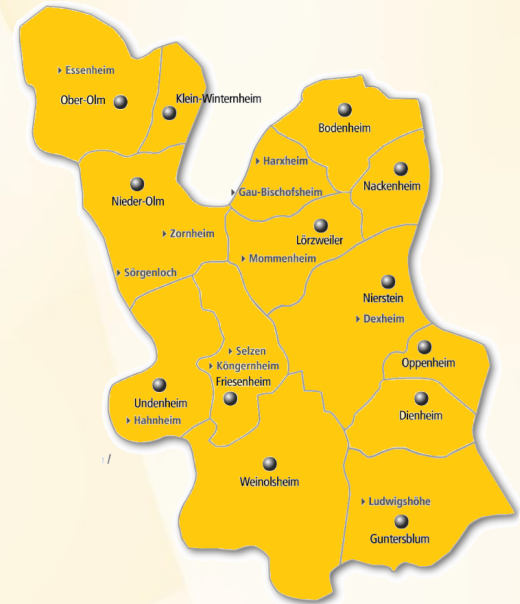 Essenheim
Ober-Olm
Klein-Winternheim
Bodenheim
Harxheim
Nackenheim
Gau-Bischofsheim
Nieder-Olm
Zornheim
Lörzweiler
Mommenheim
Sörgenloch
Nierstein
Dexheim
Selzen
Köngernheim
Oppenheim
Friesenheim
Undenheim
Dienheim
Hahnheim
Weinolsheim
Ludwigshöhe
Guntersblum